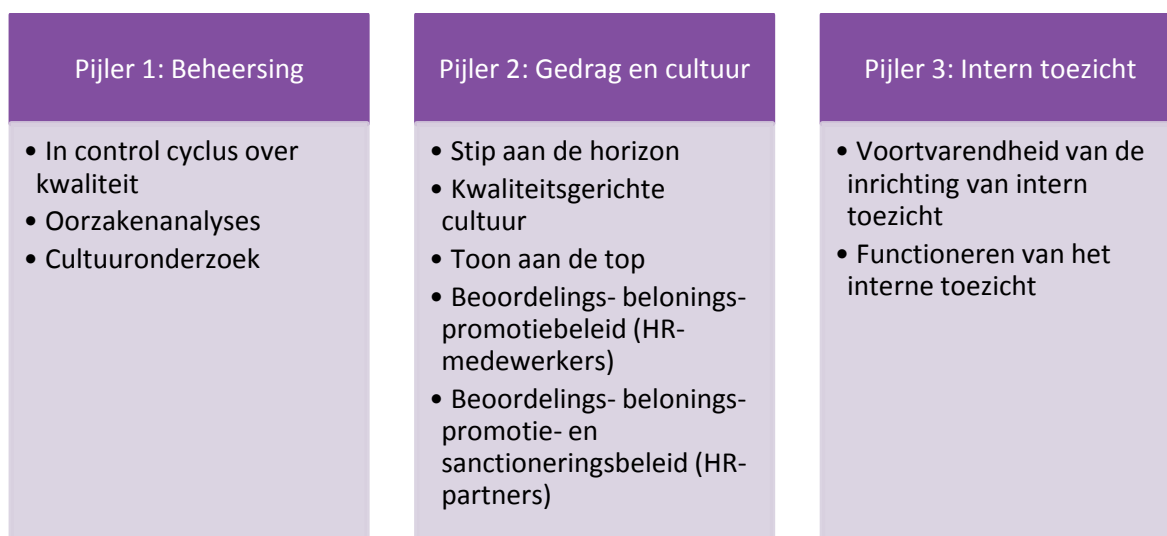 Pijler 1: Beheersing
• In control cyclus over
kwaliteit
• Oorzakenanalyses
• Cultuuronderzoek
Pijler 2: Gedrag en cultuur
• Stip aan de horizon
• Kwaliteitsgerichte
cultuur
• Toon aan de top
• Beoordelings- belonings-
promotiebeleid (HR-
medewerkers)
• Beoordelings- belonings-
promotie- en
sanctioneringsbeleid (HR-
partners)
Pijler 3: Intern toezicht
• Voortvarendheid van de
inrichting van intern
toezicht
• Functioneren van het
interne toezicht